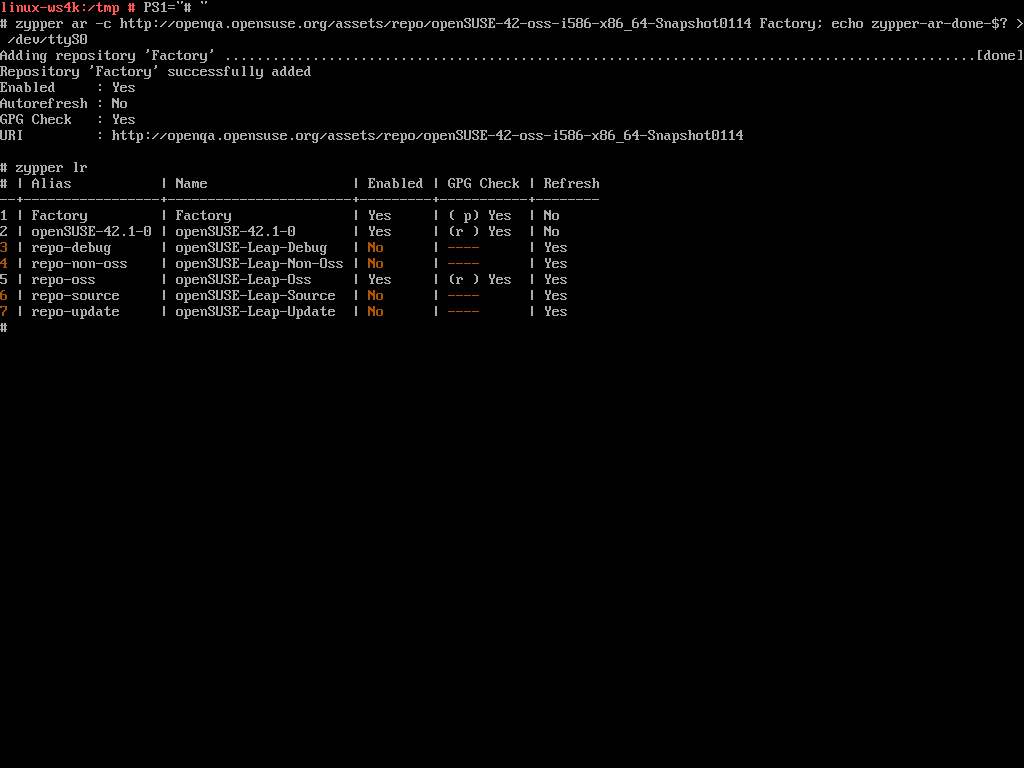 linux-ws4k:/tmp # PS1="# "
# zypper ar -c http://openqa.opensuse.org/assets/repo/openSUSE-42-oss-i586-x86_64-Snapshot0114 Factory; echo zypper-ar-done-$? >
 /dev/ttyS0
Adding repository 'Factory' ...............................................................................................[done]
Repository 'Factory' successfully added
Enabled     : Yes
Autorefresh : No
GPG Check   : Yes
URI         : http://openqa.opensuse.org/assets/repo/openSUSE-42-oss-i586-x86_64-Snapshot0114

# zypper lr
# | Alias           | Name                  | Enabled | GPG Check | Refresh
--+-----------------+-----------------------+---------+-----------+--------
1 | Factory         | Factory               | Yes     | ( p) Yes  | No
2 | openSUSE-42.1-0 | openSUSE-42.1-0       | Yes     | (r ) Yes  | No
3 | repo-debug      | openSUSE-Leap-Debug   | No      | ----      | Yes
4 | repo-non-oss    | openSUSE-Leap-Non-Oss | No      | ----      | Yes
5 | repo-oss        | openSUSE-Leap-Oss     | Yes     | (r ) Yes  | Yes
6 | repo-source     | openSUSE-Leap-Source  | No      | ----      | Yes
7 | repo-update     | openSUSE-Leap-Update  | No      | ----      | Yes
#